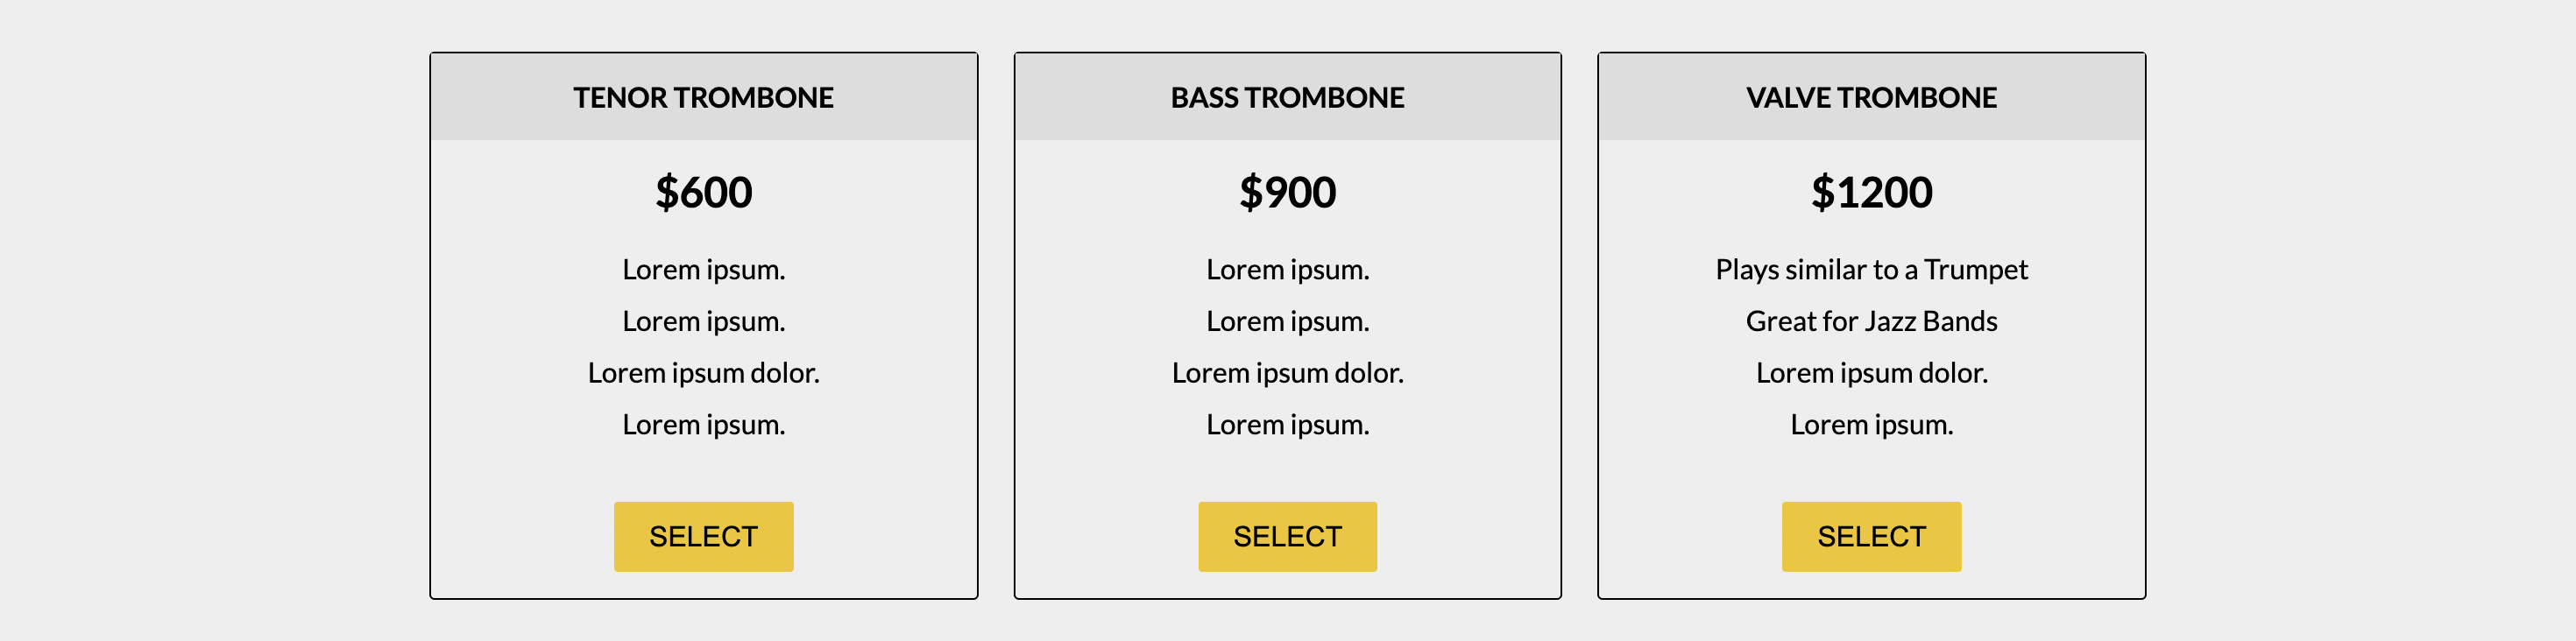 TENOR TROMBONE
$600
Lorem ipsum.
Lorem ipsum.
Lorem ipsum dolor.
Lorem ipsum.
SELECT
BASS TROMBONE
$900
Lorem ipsum.
Lorem ipsum.
Lorem ipsum dolor.
Lorem ipsum.
SELECT
VALVE TROMBONE
$1200
Plays similar to a Trumpet
Great for Jazz Bands
Lorem ipsum dolor.
Lorem ipsum.
SELECT